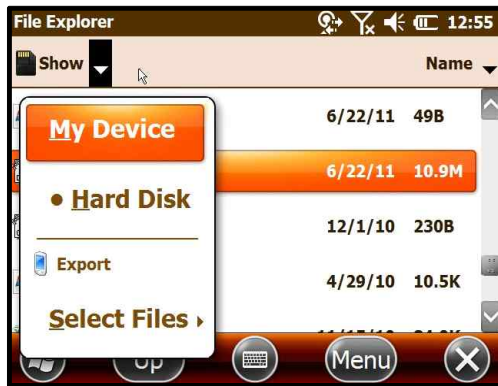 File Explorer 12:55
Show Name
My Device
6/22/11 49B
6/22/11 10.9M
Hard Disk
12/1/10 230B
Export
4/29/10 10.5K
Select Files
Up Menu